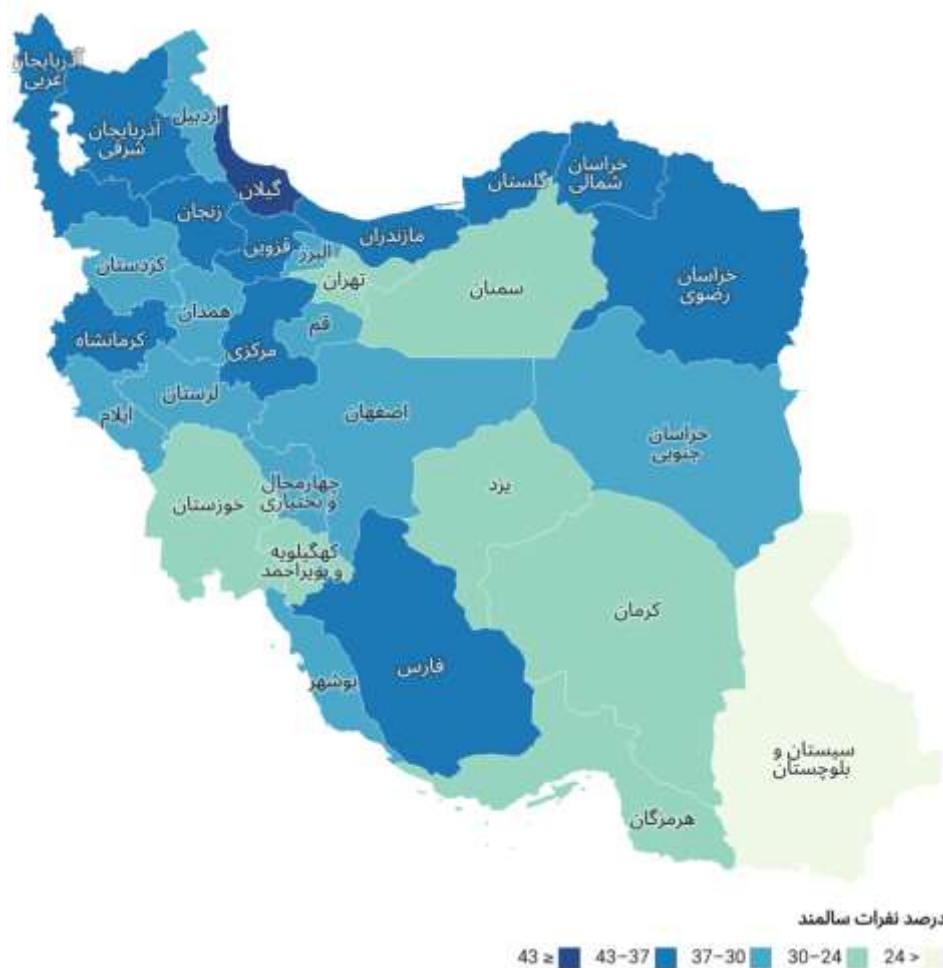 آذربایجان
غربی
آذربایجان
شرقی
اردبیل
گیلان
زنجان
قزوین
البرز
مازندران
گلستان
خراسان
شمالی
خراسان
رضوی
کردستان
همدان
تهران
سمنان
کرمانشاه
مرکزی
قم
ایلام
لرستان
اصفهان
خراسان
جنوبی
خوزستان
چهارمحال
و بختیاری
یزد
کهگیلویه
و بویراحمد
کرمان
فارس
بوشهر
سیستان و
بلوچستان
هرمزگان
درصد نفرات سالمند
24 > 30–24 37–30 43–37 43 ≤